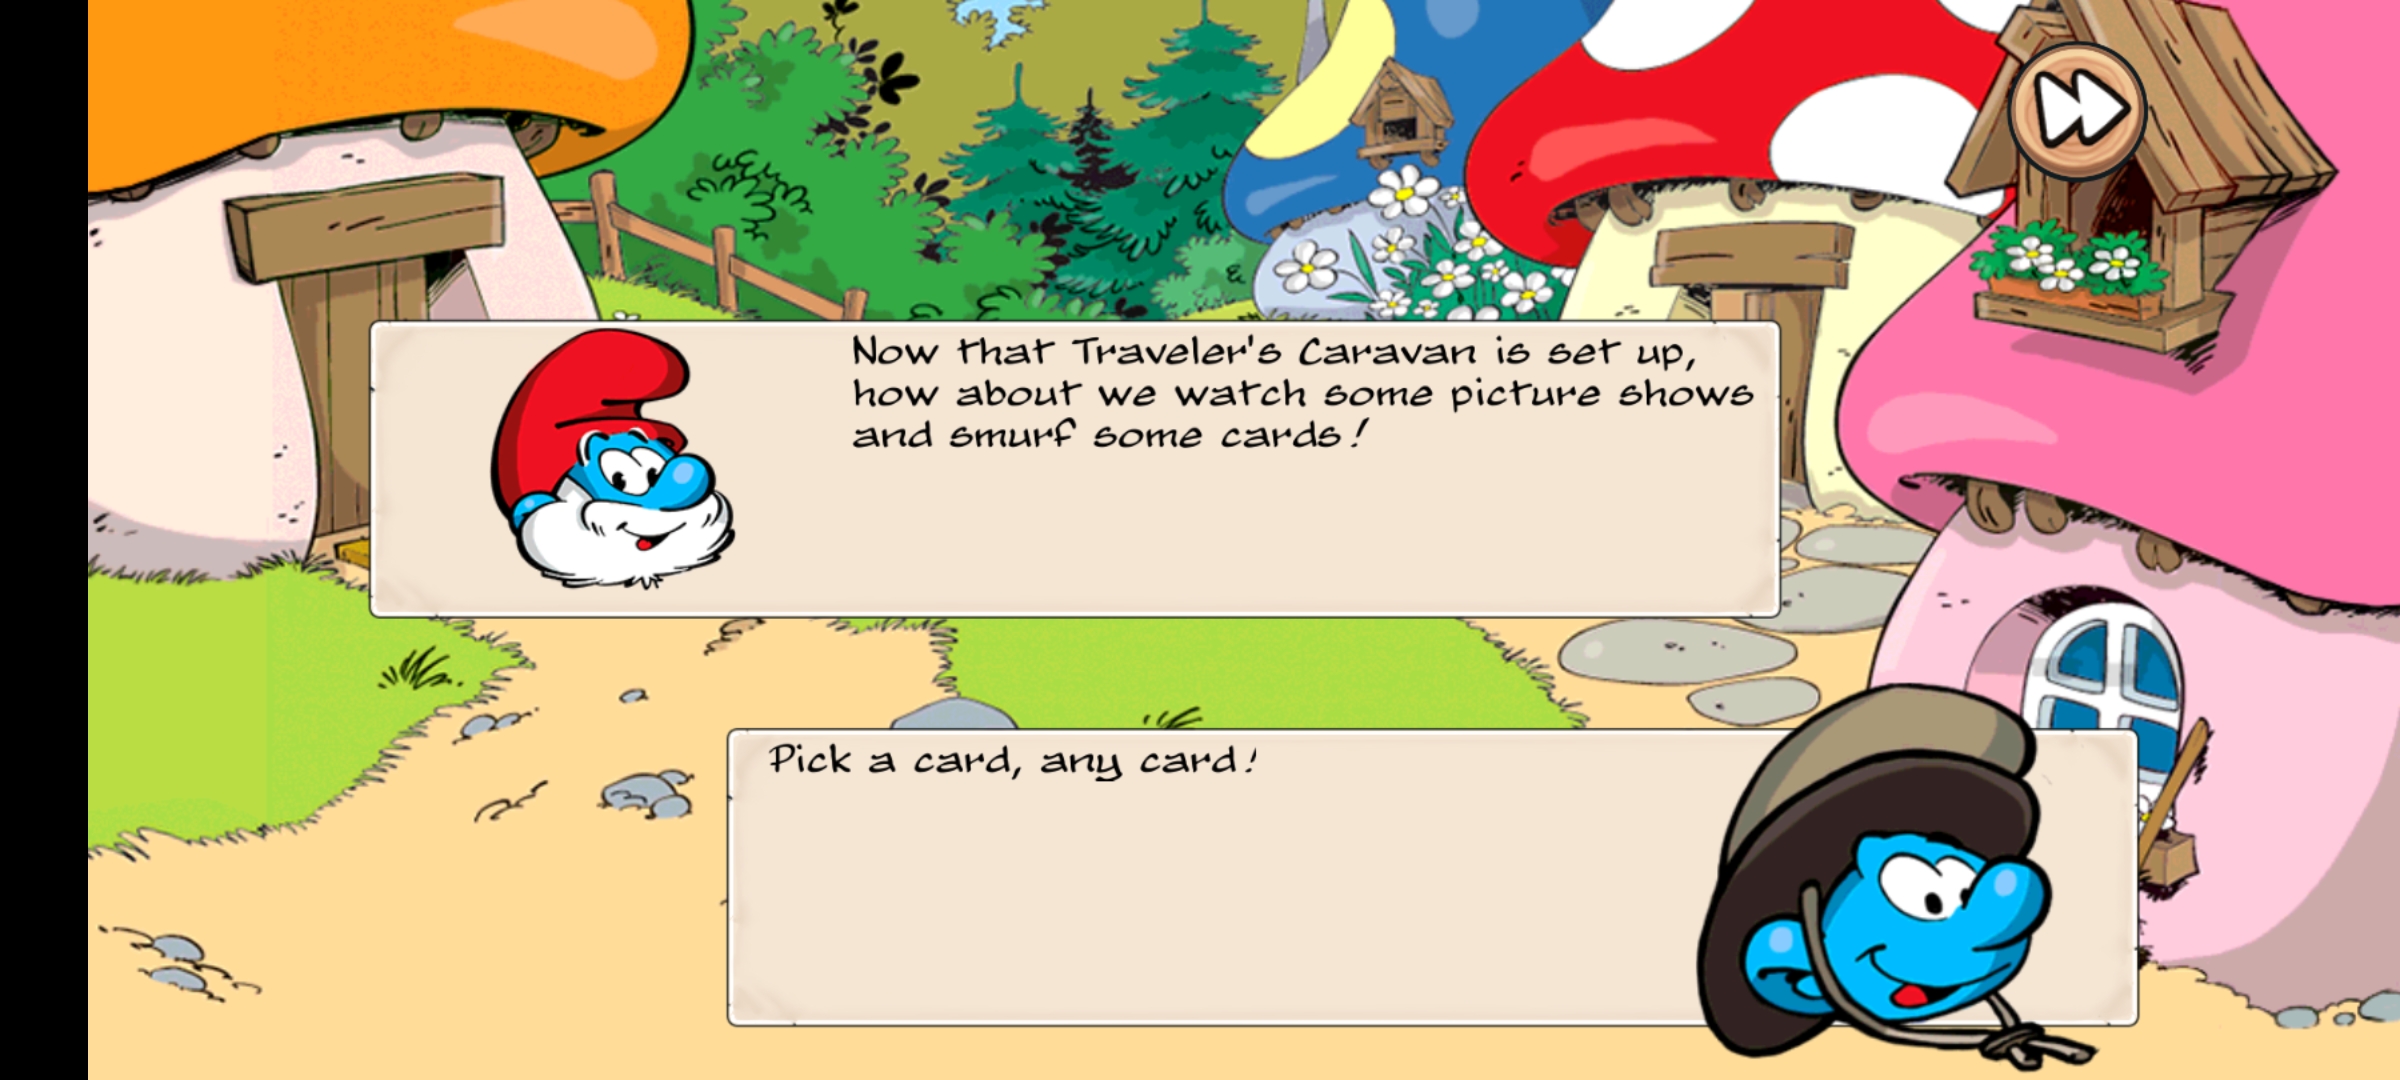 Now that Traveler's Caravan is set up,
how about we watch some picture shows
and smurf some cards!
Pick a card, any card!